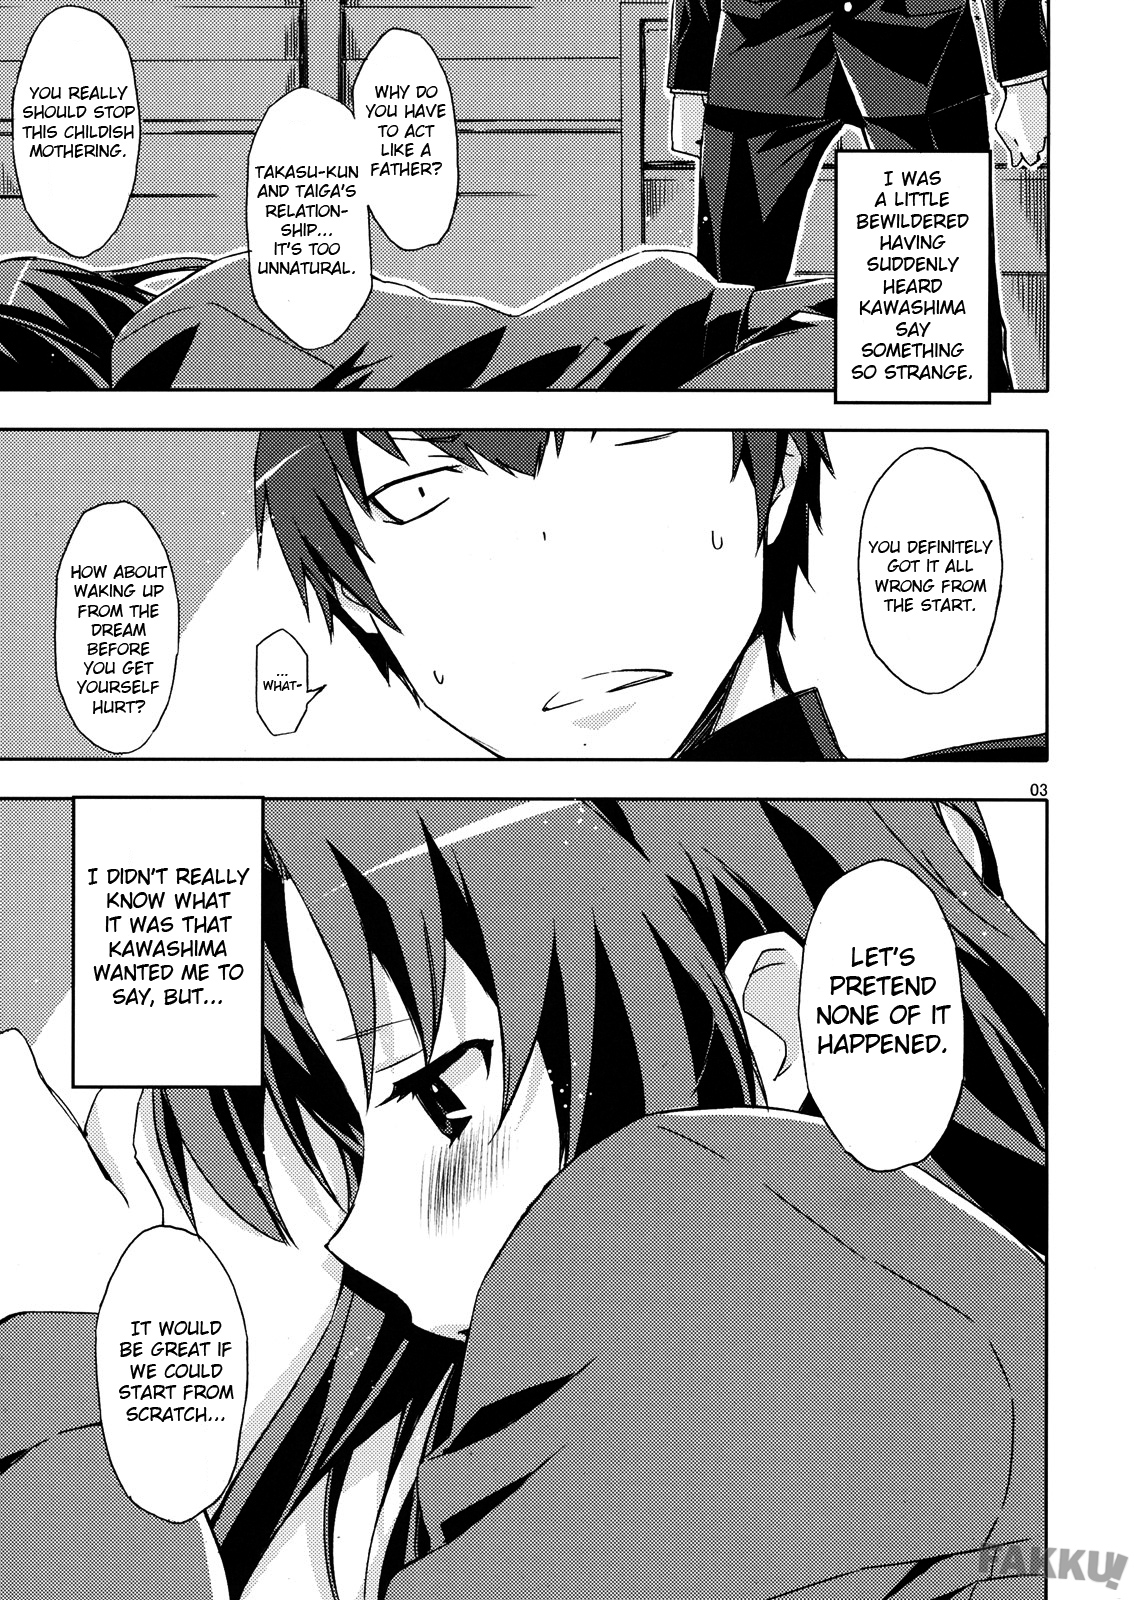 I WAS
A LITTLE
BEWILDERED
HAVING
SUDDENLY
HEARD
KAWASHIMA
SAY
SOMETHING
SO STRANGE.
WHY DO
YOU HAVE
TO ACT
LIKE A
FATHER?
TAKASU-KUN
AND TAIGA'S
RELATION-
SHIP...
IT'S TOO
UNNATURAL.
YOU REALLY
SHOULD STOP
THIS CHILDISH
MOTHERING.
YOU DEFINITELY
GOT IT ALL
WRONG FROM
THE START.
...
WHAT-
HOW ABOUT
WAKING UP
FROM THE
DREAM
BEFORE
YOU GET
YOURSELF
HURT?
03
LET'S
PRETEND
NONE OF IT
HAPPENED.
I DIDN'T REALLY
KNOW WHAT
IT WAS THAT
KAWASHIMA
WANTED ME TO
SAY, BUT...
IT WOULD
BE GREAT IF
WE COULD
START FROM
SCRATCH...
FAKKU!